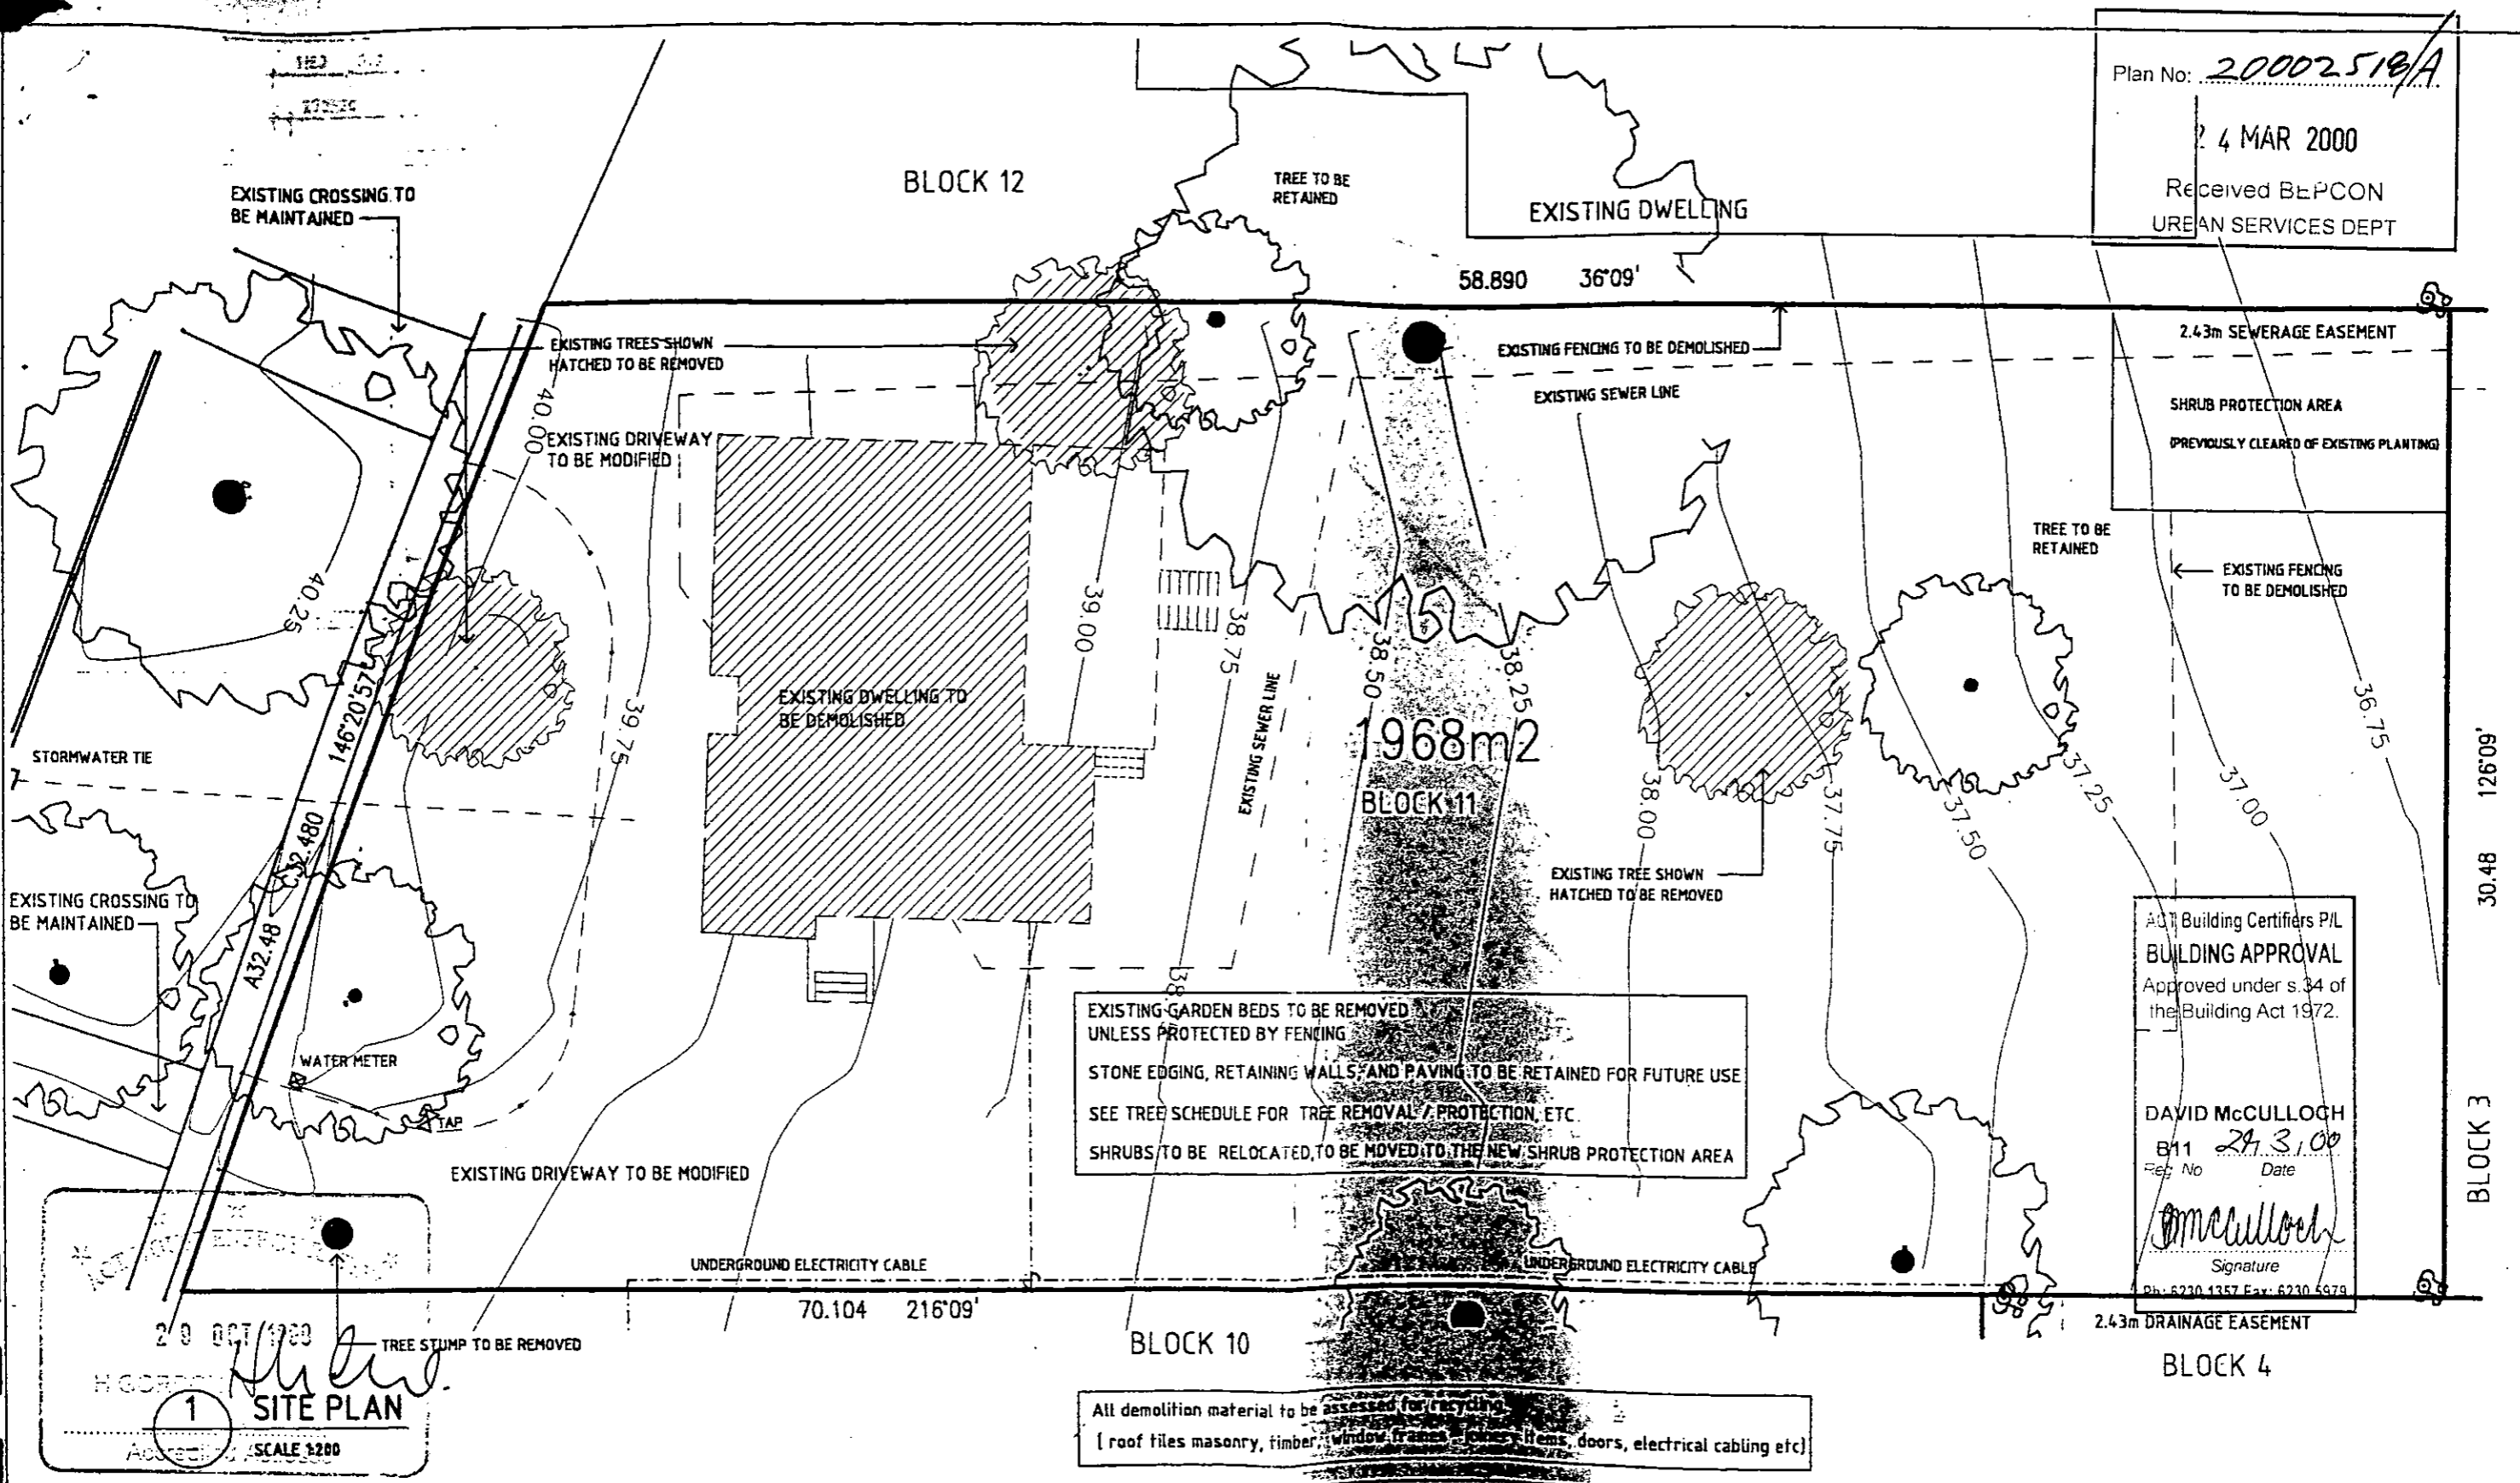 Plan No: 20002518/A
4 MAR 2000
Received BEPCON
URBAN SERVICES DEPT
EXISTING CROSSING TO
BE MAINTAINED
BLOCK 12
TREE TO BE
RETAINED
EXISTING DWELLING
58.890 36°09'
2.43m SEWERAGE EASEMENT
EXISTING TREES SHOWN
HATCHED TO BE REMOVED
EXISTING FENCING TO BE DEMOLISHED
EXISTING SEWER LINE
SHRUB PROTECTION AREA
(PREVIOUSLY CLEARED OF EXISTING PLANTING)
40.00
EXISTING DRIVEWAY
TO BE MODIFIED
TREE TO BE
RETAINED
EXISTING FENCING
TO BE DEMOLISHED
40.25
39.00
38.75
38.50
38.25
146°20'57"
39.75
EXISTING DWELLING TO
BE DEMOLISHED
EXISTING SEWER LINE
1968m2
BLOCK 11
36.75
37.00
37.25
37.50
37.75
38.00
STORMWATER TIE
126°09'
30.48
C32.480
A32.48
EXISTING CROSSING TO
BE MAINTAINED
EXISTING TREE SHOWN
HATCHED TO BE REMOVED
ACT Building Certifiers P/L
BUILDING APPROVAL
Approved under s.34 of
the Building Act 1972.
DAVID McCULLOCH
B11 24.3.00
Reg No Date
DMcCulloch
Signature
Ph: 6230 1357 Fax: 6230 5979
WATER METER
TAP
EXISTING GARDEN BEDS TO BE REMOVED
UNLESS PROTECTED BY FENCING
STONE EDGING, RETAINING WALLS, AND PAVING TO BE RETAINED FOR FUTURE USE
SEE TREE SCHEDULE FOR TREE REMOVAL / PROTECTION, ETC.
SHRUBS TO BE RELOCATED, TO BE MOVED TO THE NEW SHRUB PROTECTION AREA
BLOCK 3
EXISTING DRIVEWAY TO BE MODIFIED
UNDERGROUND ELECTRICITY CABLE
UNDERGROUND ELECTRICITY CABLE
70.104 216°09'
BLOCK 10
2.43m DRAINAGE EASEMENT
BLOCK 4
TREE STUMP TO BE REMOVED
OCT
1 SITE PLAN
SCALE 1:200
All demolition material to be assessed for recycling
( roof tiles masonry, timber, window frames, joinery items, doors, electrical cabling etc)